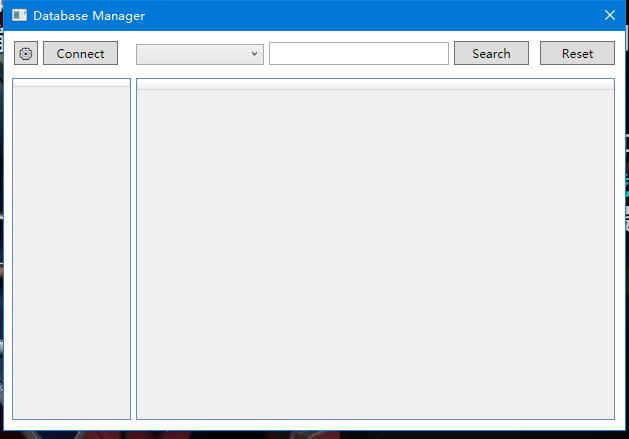 Database Manager
Connect
Search
Reset